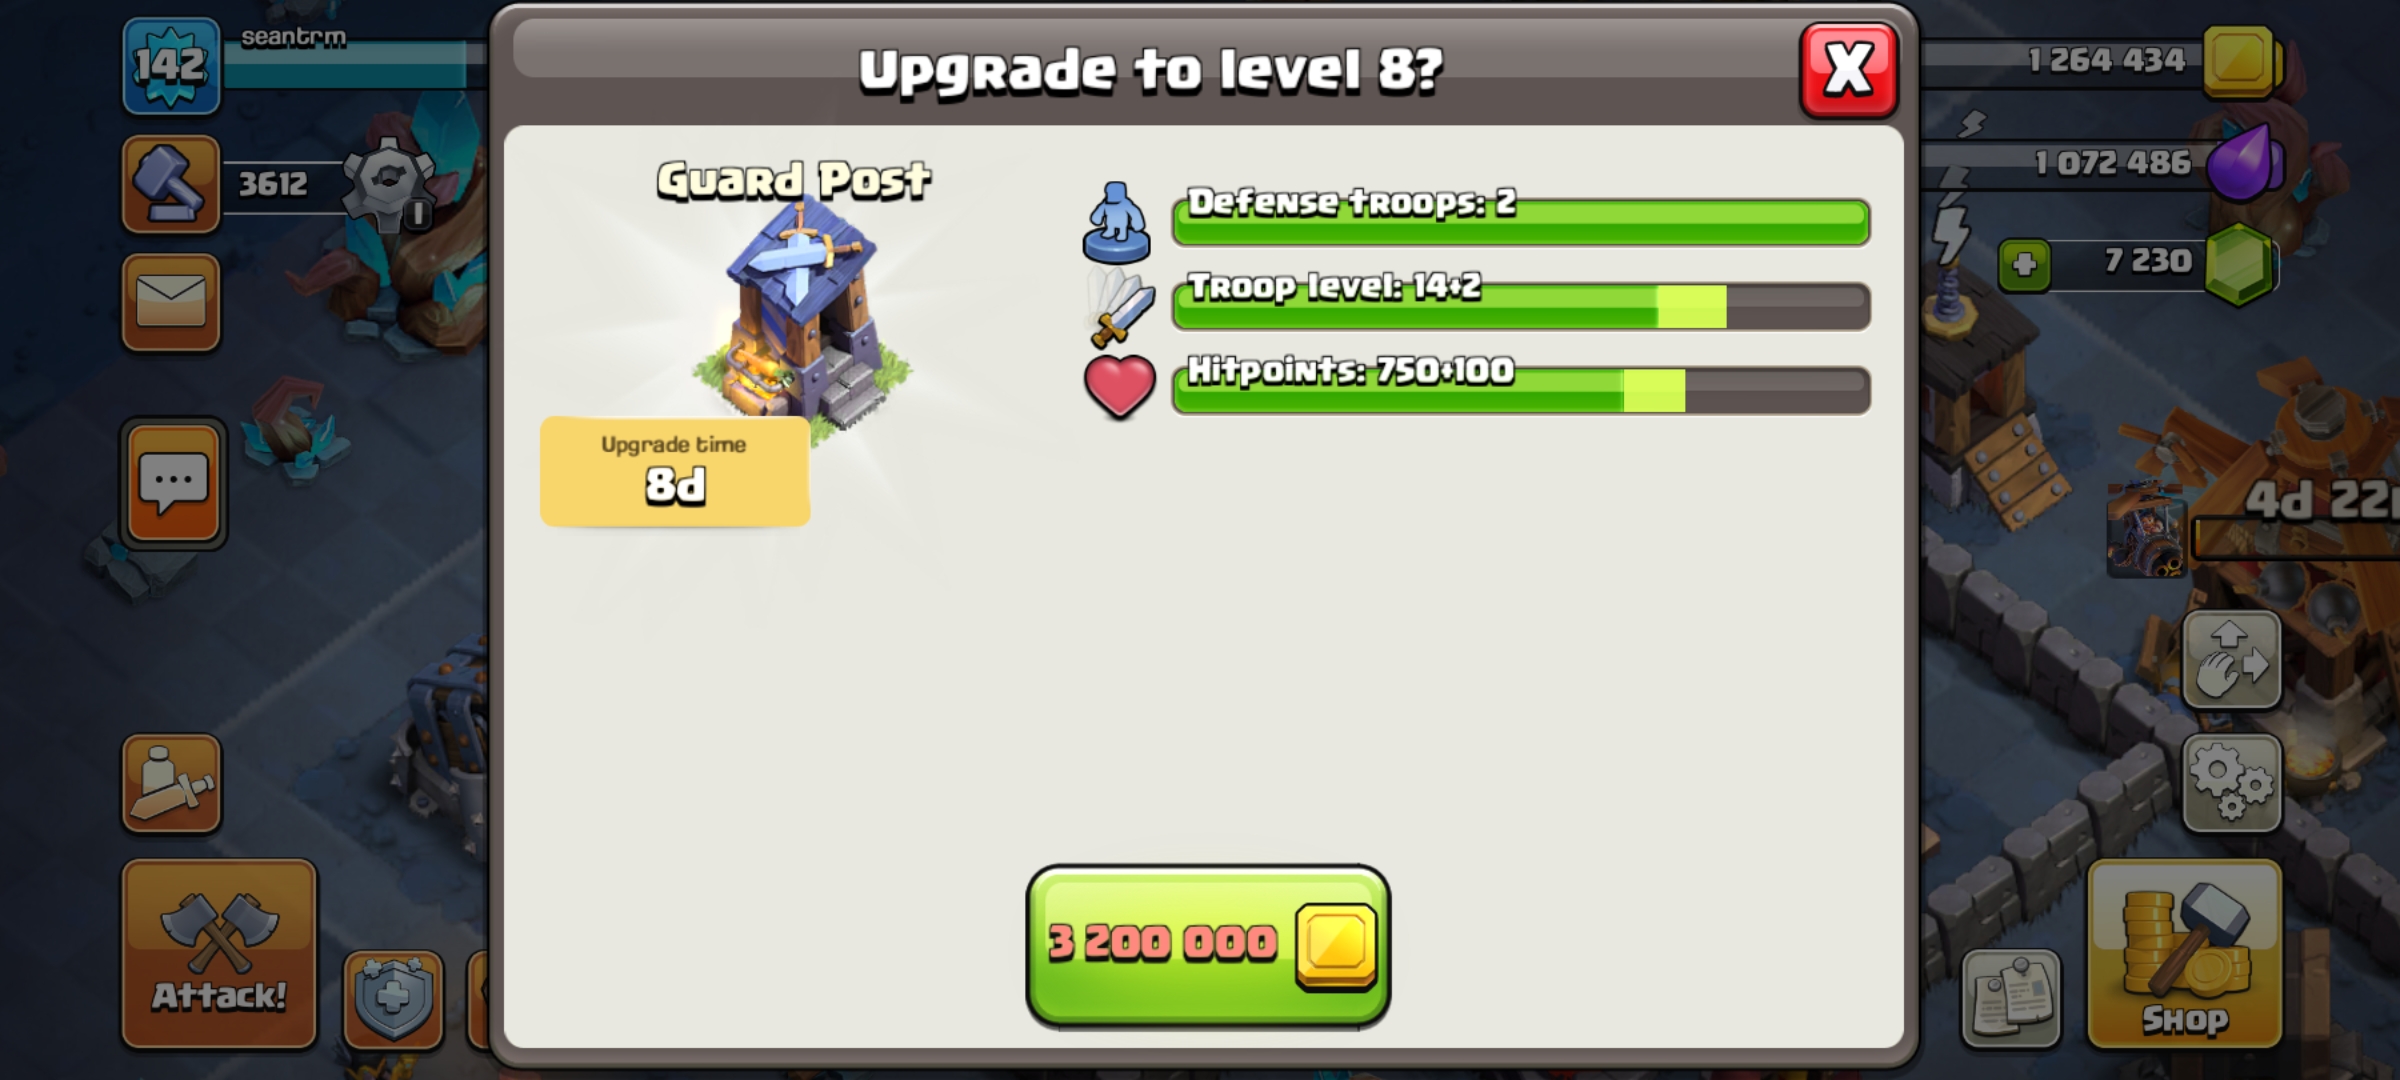 142
seantrm
Upgrade to level 8?
X
1 264 434
3612
I
1 072 486
7 230
Guard Post
Defense troops: 2
Troop level: 14+2
Hitpoints: 750+100
Upgrade time
8d
4d 22
3 200 000
Attack!
Shop